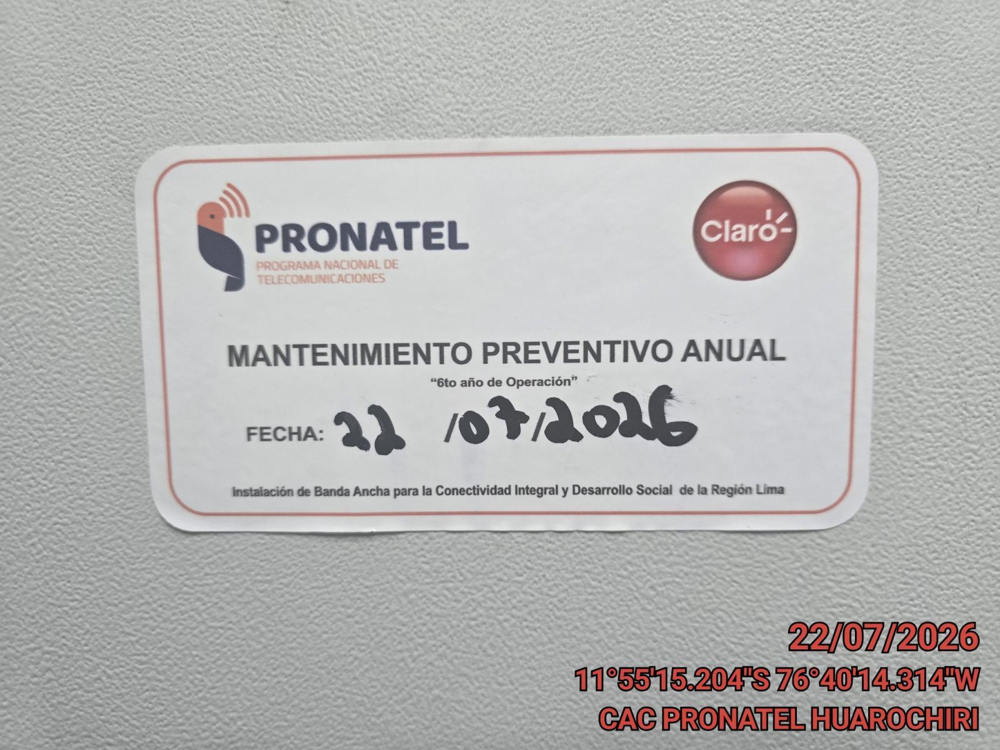 PRONATEL
PROGRAMA NACIONAL DE
TELECOMUNICACIONES
Claro
MANTENIMIENTO PREVENTIVO ANUAL
“6to año de Operación”
FECHA: 22 /07/2026
Instalación de Banda Ancha para la Conectividad Integral y Desarrollo Social de la Región Lima
22/07/2026
11°55'15.204"S 76°40'14.314"W
CAC PRONATEL HUAROCHIRI